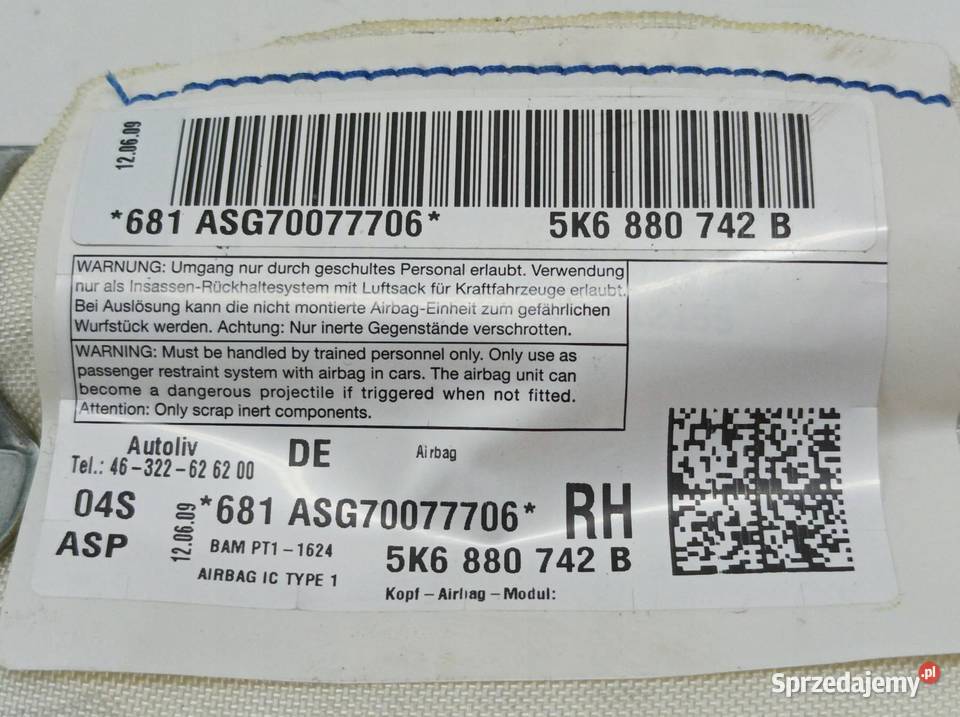 12.06.09
*681 ASG70077706* 5K6 880 742 B
WARNUNG: Umgang nur durch geschultes Personal erlaubt. Verwendung
nur als Insassen-Rückhaltesystem mit Luftsack für Kraftfahrzeuge erlaubt.
Bei Auslösung kann die nicht montierte Airbag-Einheit zum gefährlichen
Wurfstück werden. Achtung: Nur inerte Gegenstände verschrotten.
WARNING: Must be handled by trained personnel only. Only use as
passenger restraint system with airbag in cars. The airbag unit can
become a dangerous projectile if triggered when not fitted.
Attention: Only scrap inert components.
Autoliv DE Airbag
Tel.: 46-322-626200
04S 12.06.09 *681 ASG70077706* RH
ASP BAM PT1-1624 5K6 880 742 B
AIRBAG IC TYPE 1
Kopf-Airbag-Modul:
Sprzedajemy.pl